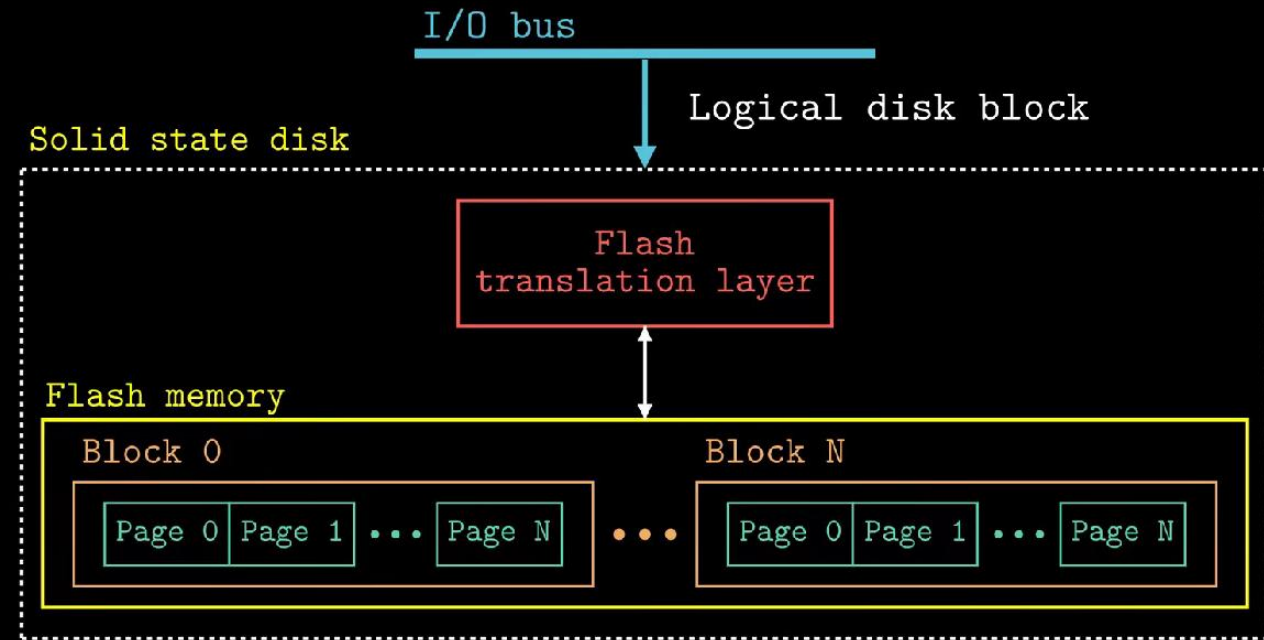 I/O bus
Logical disk block
Solid state disk
Flash
translation layer
Flash memory
Block 0
Block N
Page 0 Page 1 ••• Page N ••• Page 0 Page 1 ••• Page N